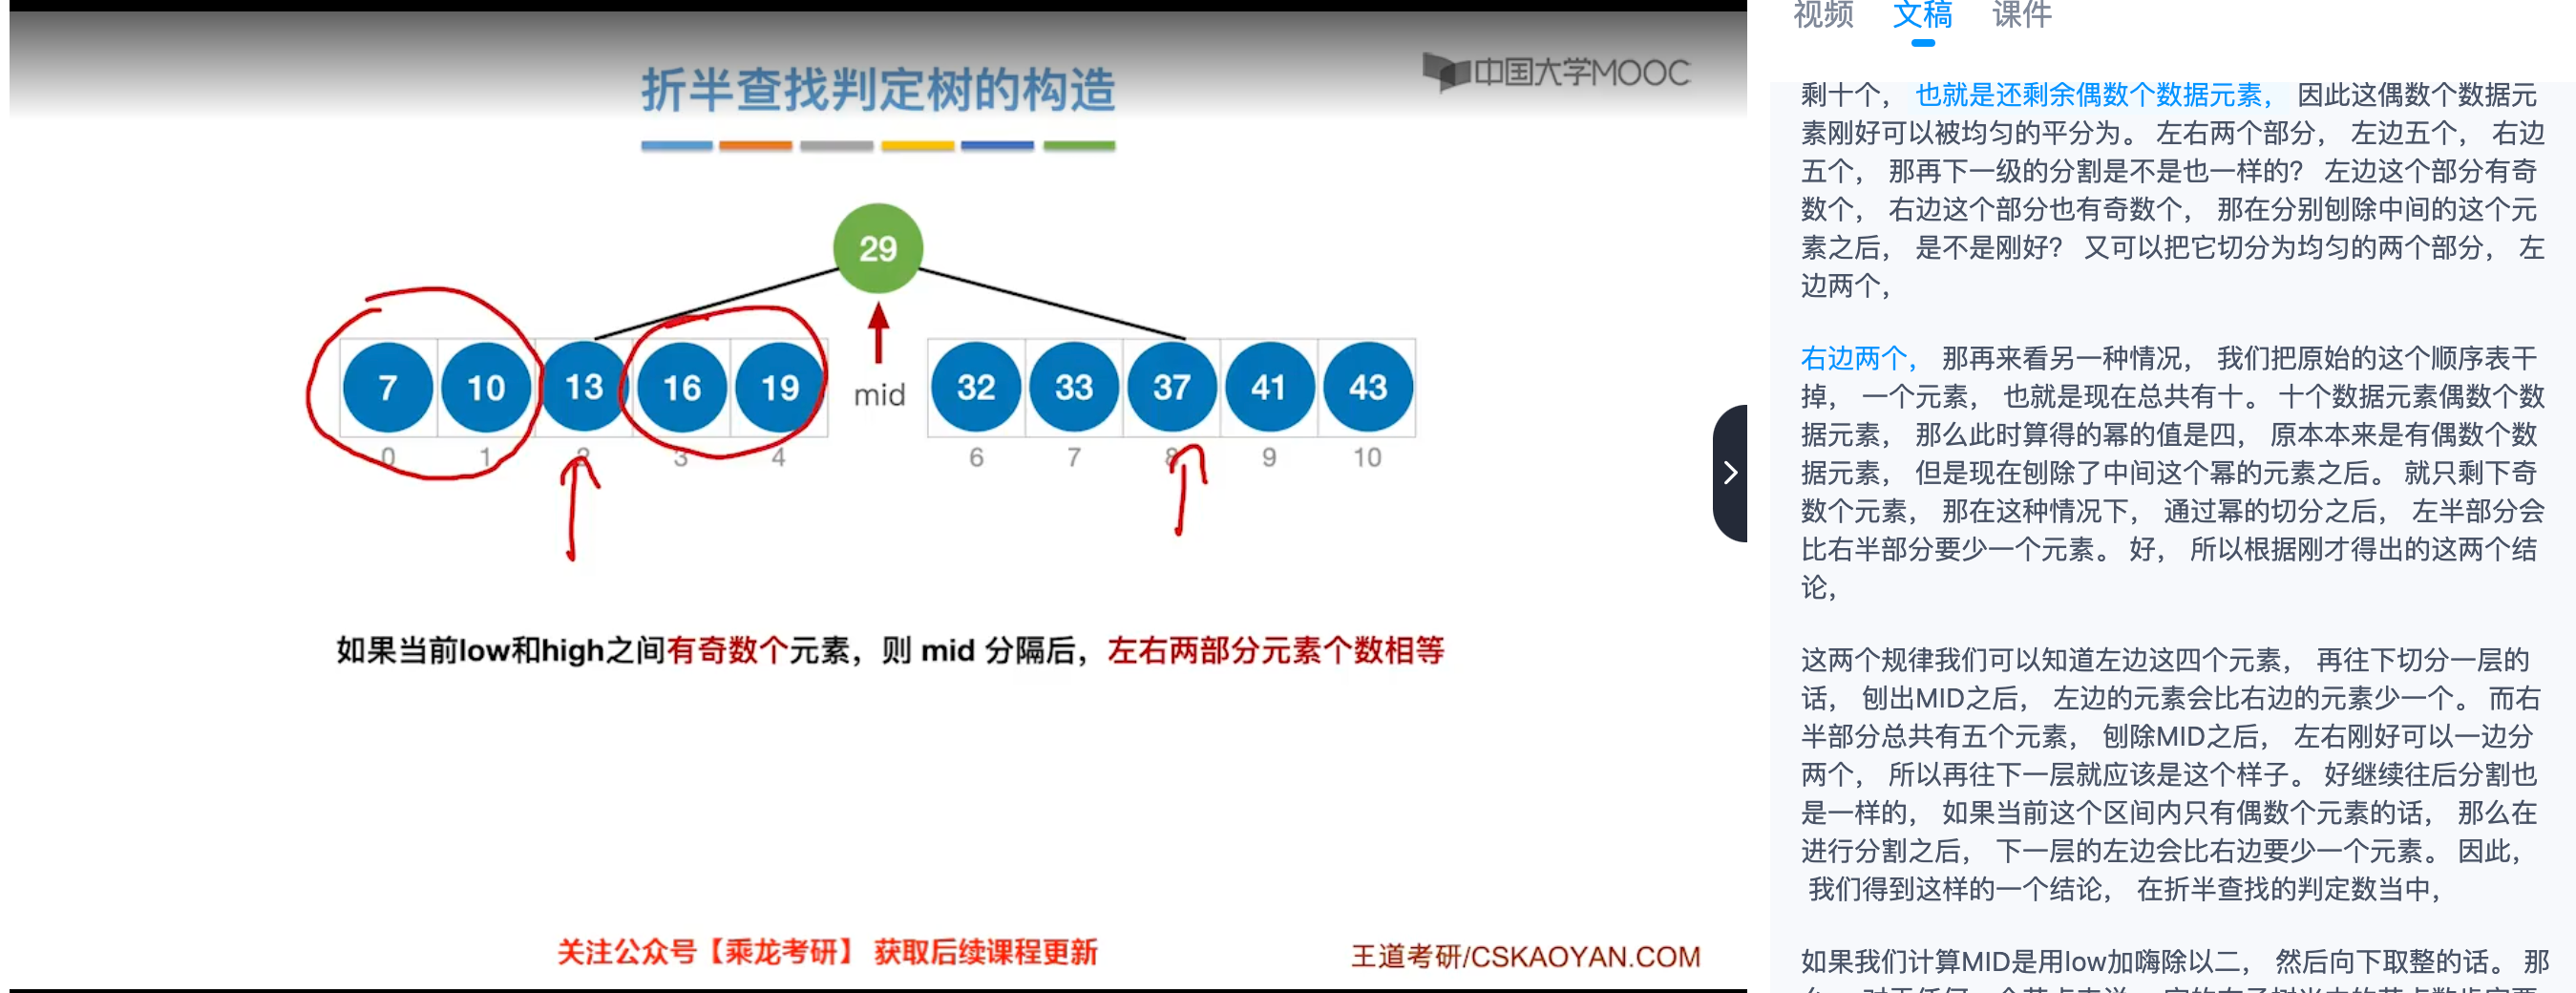 折半查找判定树的构造
中国大学MOOC
29
7 10 13 16 19 mid 32 33 37 41 43
0 1 2 3 4 6 7 8 9 10
如果当前low和high之间有奇数个元素，则 mid 分隔后，左右两部分元素个数相等
关注公众号【乘龙考研】 获取后续课程更新
王道考研/CSKAOYAN.COM
视频 文稿 课件
剩十个， 也就是还剩余偶数个数据元素， 因此这偶数个数据元
素刚好可以被均匀的平分为。 左右两个部分， 左边五个， 右边
五个， 那再下一级的分割是不是也一样的？ 左边这个部分有奇
数个， 右边这个部分也有奇数个， 那在分别刨除中间的这个元
素之后， 是不是刚好？ 又可以把它切分为均匀的两个部分， 左
边两个，
右边两个， 那再来看另一种情况， 我们把原始的这个顺序表干
掉， 一个元素， 也就是现在总共有十。 十个数据元素偶数个数
据元素， 那么此时算得的幂的值是四， 原本本来是有偶数个数
据元素， 但是现在刨除了中间这个幂的元素之后。 就只剩下奇
数个元素， 那在这种情况下， 通过幂的切分之后， 左半部分会
比右半部分要少一个元素。 好， 所以根据刚才得出的这两个结
论，
这两个规律我们可以知道左边这四个元素， 再往下切分一层的
话， 刨出MID之后， 左边的元素会比右边的元素少一个。 而右
半部分总共有五个元素， 刨除MID之后， 左右刚好可以一边分
两个， 所以再往下一层就应该是这个样子。 好继续往后分割也
是一样的， 如果当前这个区间内只有偶数个元素的话， 那么在
进行分割之后， 下一层的左边会比右边要少一个元素。 因此，
我们得到这样的一个结论， 在折半查找的判定数当中，
如果我们计算MID是用low加嗨除以二， 然后向下取整的话。 那